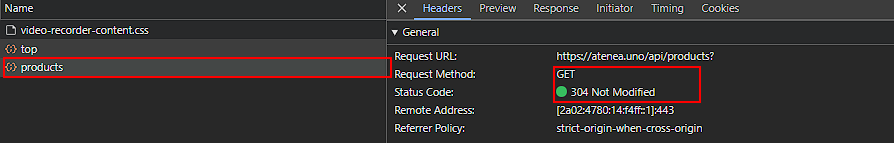 Name
video-recorder-content.css
top
products
Headers Preview Response Initiator Timing Cookies
General
Request URL: https://atenea.uno/api/products?
Request Method: GET
Status Code: 304 Not Modified
Remote Address: [2a02:4780:14:f4ff::1]:443
Referrer Policy: strict-origin-when-cross-origin